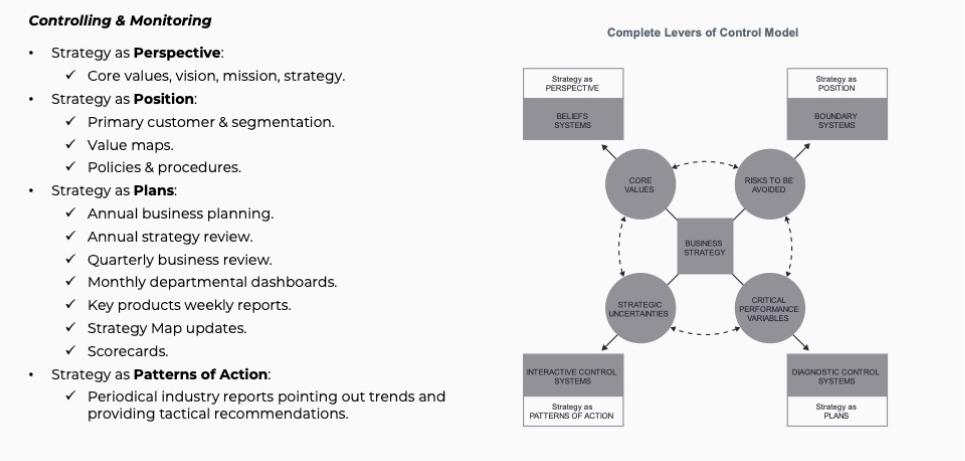 Controlling & Monitoring
• Strategy as Perspective:
✓ Core values, vision, mission, strategy.
• Strategy as Position:
✓ Primary customer & segmentation.
✓ Value maps.
✓ Policies & procedures.
• Strategy as Plans:
✓ Annual business planning.
✓ Annual strategy review.
✓ Quarterly business review.
✓ Monthly departmental dashboards.
✓ Key products weekly reports.
✓ Strategy Map updates.
✓ Scorecards.
• Strategy as Patterns of Action:
✓ Periodical industry reports pointing out trends and
providing tactical recommendations.
Complete Levers of Control Model
Strategy as
PERSPECTIVE
BELIEFS
SYSTEMS
Strategy as
POSITION
BOUNDARY
SYSTEMS
CORE
VALUES
RISKS TO BE
AVOIDED
BUSINESS
STRATEGY
STRATEGIC
UNCERTAINTIES
CRITICAL
PERFORMANCE
VARIABLES
INTERACTIVE CONTROL
SYSTEMS
Strategy as
PATTERNS OF ACTION
DIAGNOSTIC CONTROL
SYSTEMS
Strategy as
PLANS